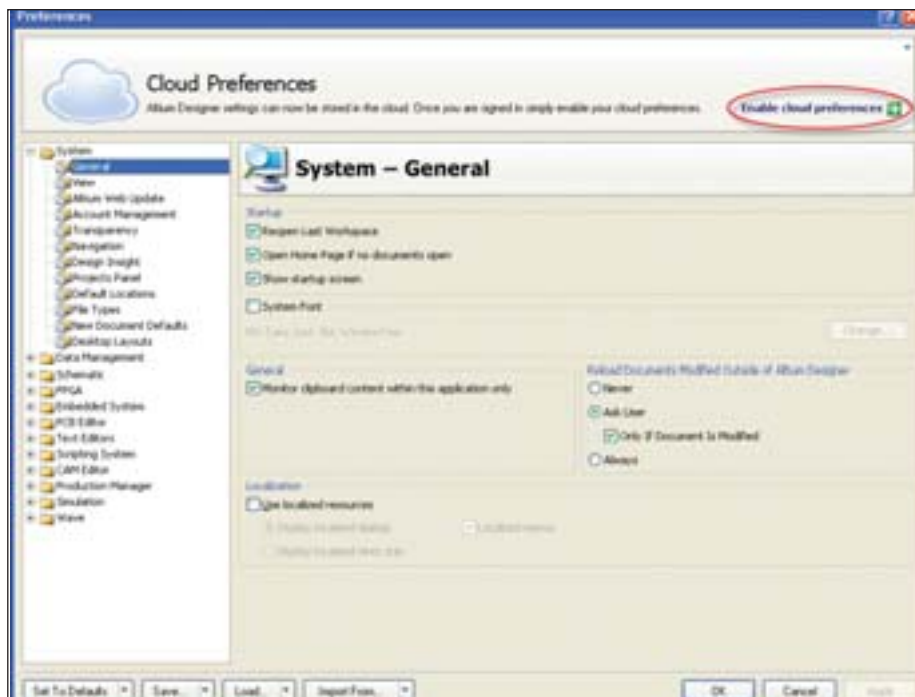 Preferences
Cloud Preferences
Altium Designer settings can now be stored in the cloud. Once you are signed in simply enable your cloud preferences.
Enable cloud preferences
System
General
View
Altium Web Update
Account Management
Transparency
Navigation
Design Insight
Projects Panel
Default Locations
File Types
New Document Defaults
Desktop Layouts
Data Management
Schematic
FPGA
Embedded System
PCB Editor
Text Editors
Scripting System
CAM Editor
Production Manager
Simulation
Wave
System – General
Startup
Reopen Last Workspace
Open Home Page if no documents open
Show startup screen
System Font
Change...
General
Monitor clipboard content within this application only
Reload Documents Modified Outside of Altium Designer
Never
Ask User
Only If Document Is Modified
Always
Localization
Use localized resources
Display localized dialogs
Localized menus
Set To Defaults
Save...
Load...
Import From...
OK
Cancel
Apply